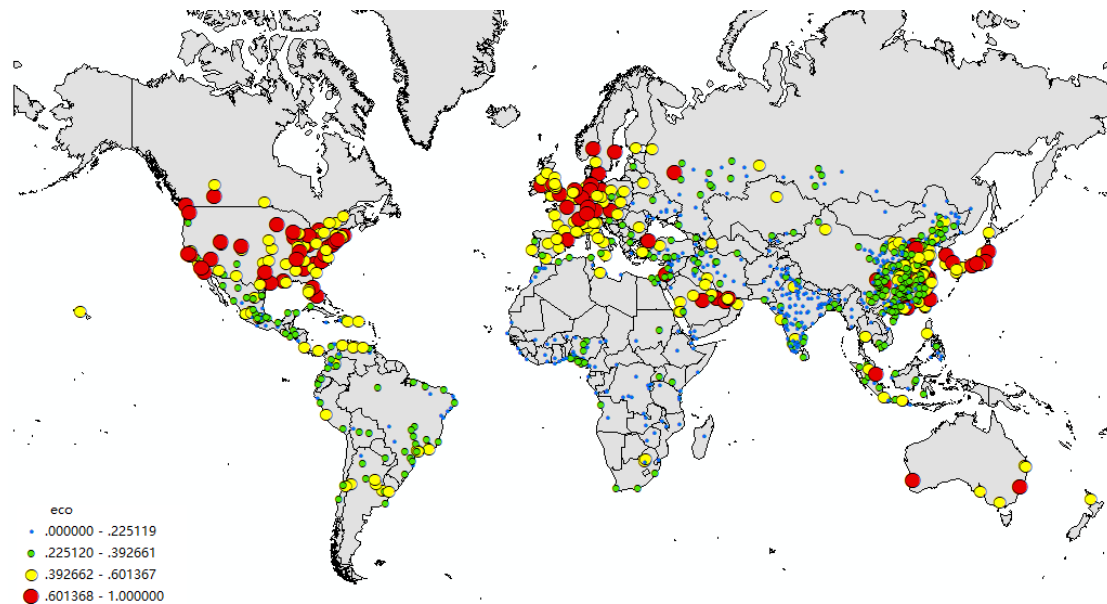 eco
.000000 - .225119
.225120 - .392661
.392662 - .601367
.601368 - 1.000000